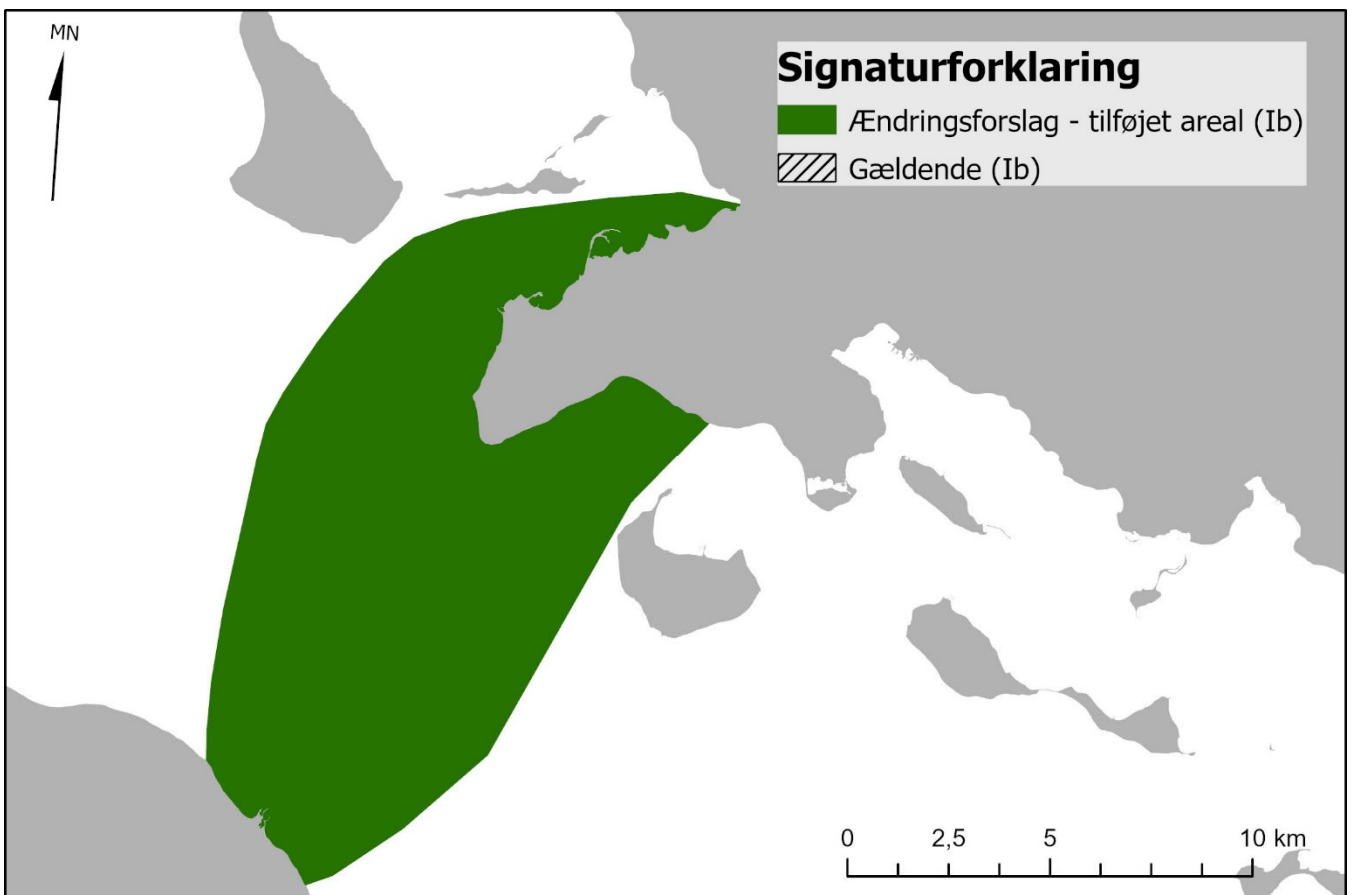 MN
Signaturforklaring
Ændringsforslag - tilføjet areal (Ib)
Gældende (Ib)
0 2,5 5 10 km